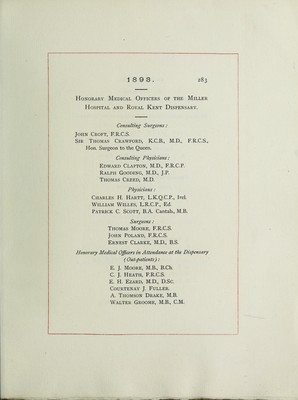 1898.
283
Honorary Medical Officers of the Miller
Hospital and Royal Kent Dispensary.
Consulting Surgeons:
John Croft, F.R.C.S.
Sir Thomas Crawford, K.C.B., M.D., F.R.C.S.,
Hon. Surgeon to the Queen.
Consulting Physicians:
Edward Clapton, M.D., F.R.C.P.
Ralph Gooding, M.D., J.P.
Thomas Creed, M.D.
Physicians:
Charles H. Hartt, L.K.Q.C.P., Irel.
William Willes, L.R.C.P., Ed.
Patrick C. Scott, B.A. Cantab., M.B.
Surgeons:
Thomas Moore, F.R.C.S.
John Poland, F.R.C.S.
Ernest Clarke, M.D., B.S.
Honorary Medical Officers in Attendance at the Dispensary
(Out-patients):
E. J. Moore, M.B., B.Ch.
C. J. Heath, F.R.C.S.
E. H. Ezard, M.D., D.Sc.
Courtenay J. Fuller.
A. Thomson Drake, M.B.
Walter Groome, M.B., C.M.